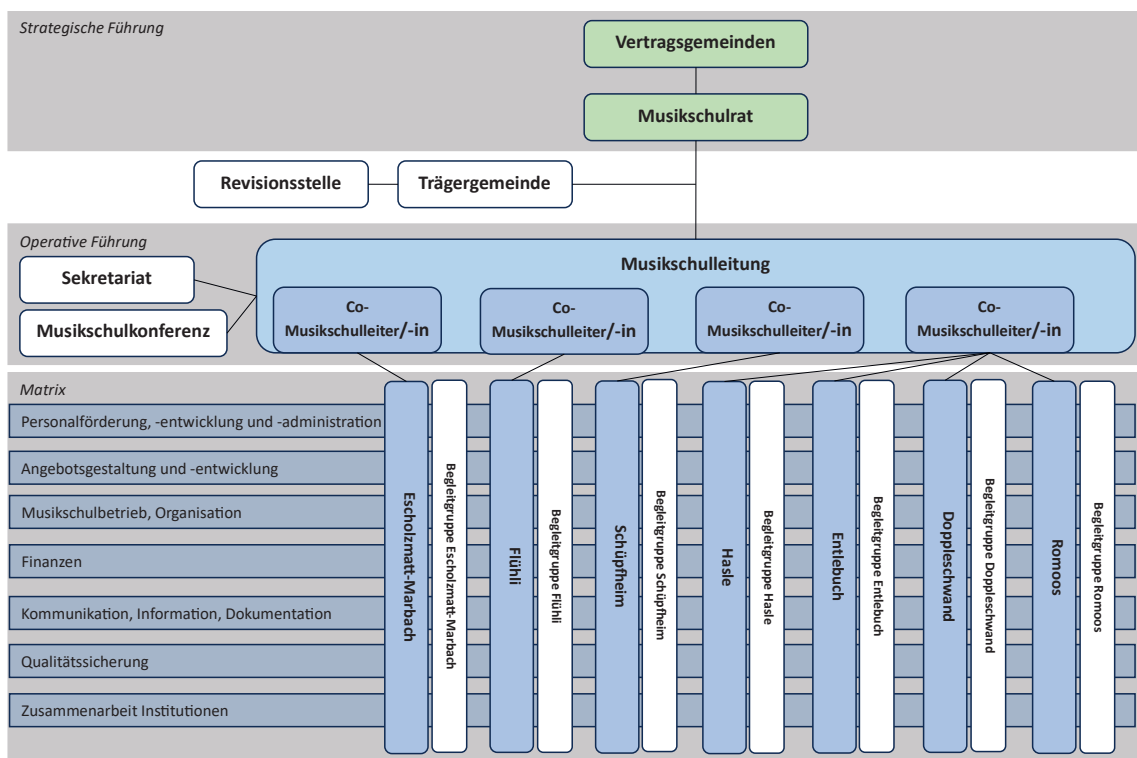 Strategische Führung
Vertragsgemeinden
Musikschulrat
Revisionsstelle
Trägergemeinde
Operative Führung
Musikschulleitung
Sekretariat
Musikschulkonferenz
Co-
Musikschulleiter/-in
Co-
Musikschulleiter/-in
Co-
Musikschulleiter/-in
Co-
Musikschulleiter/-in
Matrix
Personalförderung, -entwicklung und -administration
Angebotsgestaltung und -entwicklung
Musikschulbetrieb, Organisation
Finanzen
Kommunikation, Information, Dokumentation
Qualitätssicherung
Zusammenarbeit Institutionen
Escholzmatt-Marbach
Begleitgruppe Escholzmatt-Marbach
Flühli
Begleitgruppe Flühli
Schüpfheim
Begleitgruppe Schüpfheim
Hasle
Begleitgruppe Hasle
Entlebuch
Begleitgruppe Entlebuch
Doppleschwand
Begleitgruppe Doppleschwand
Romoos
Begleitgruppe Romoos